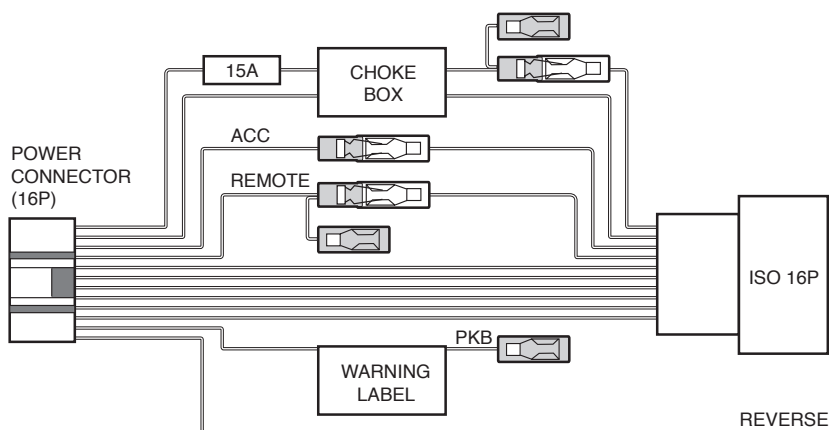 15A
CHOKE
BOX
ACC
POWER
CONNECTOR
(16P)
REMOTE
ISO 16P
PKB
WARNING
LABEL
REVERSE